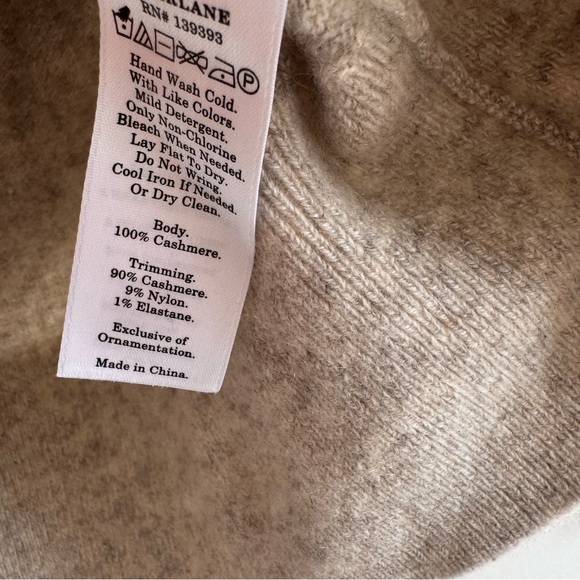 RN# 139393
Hand Wash Cold.
With Like Colors.
Mild Detergent.
Only Non-Chlorine
Bleach When Needed.
Lay Flat To Dry.
Do Not Wring.
Cool Iron If Needed.
Or Dry Clean.
Body.
100% Cashmere.
Trimming.
90% Cashmere.
9% Nylon.
1% Elastane.
Exclusive of
Ornamentation.
Made in China.